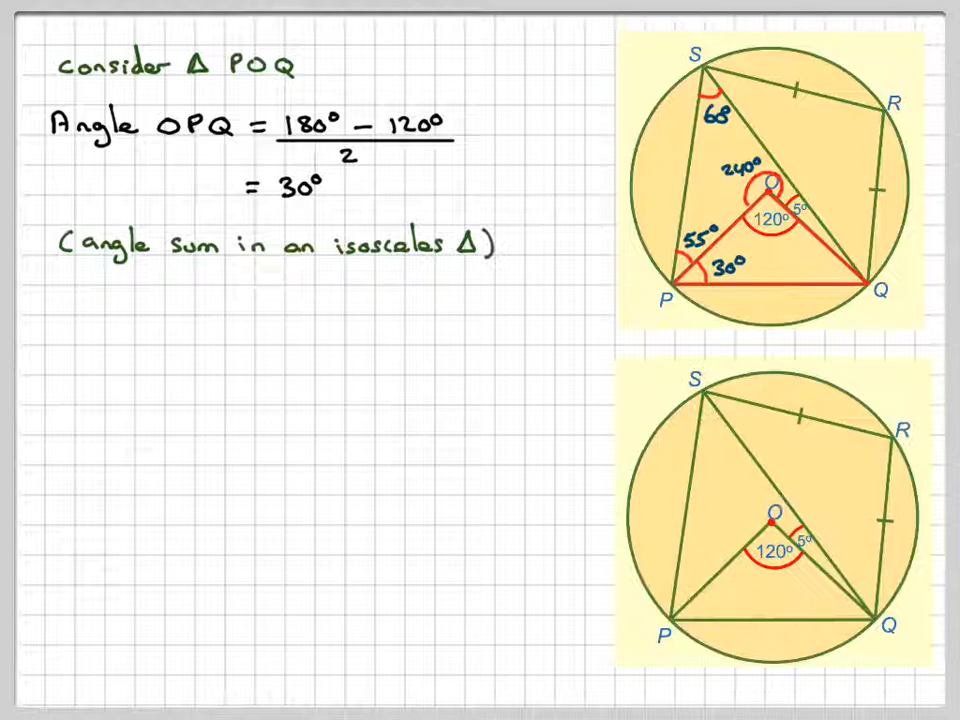 consider Δ POQ
Angle OPQ = 180° - 120°
2
= 30°
(angle sum in an isosceles Δ)
S
R
68
240°
O
5°
120°
55°
30°
P
Q
S
R
O
5°
120°
P
Q